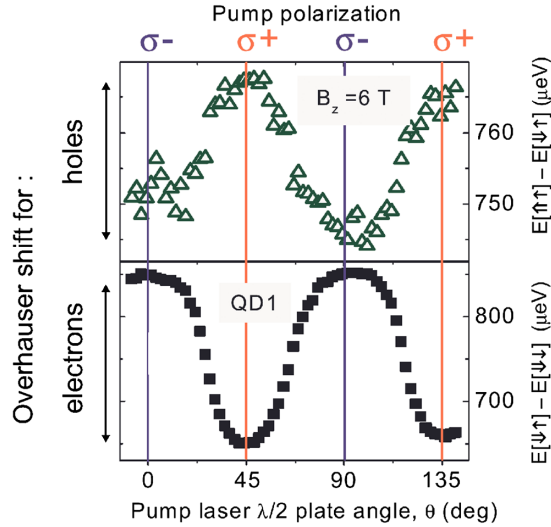 Pump polarization
σ- σ+ σ- σ+
B_z =6 T
760
750
E[⇑↑] − E[⇓↑] (μeV)
Overhauser shift for :
holes
electrons
QD1
800
700
E[⇓↑] − E[⇓↓] (μeV)
0 45 90 135
Pump laser λ/2 plate angle, θ (deg)